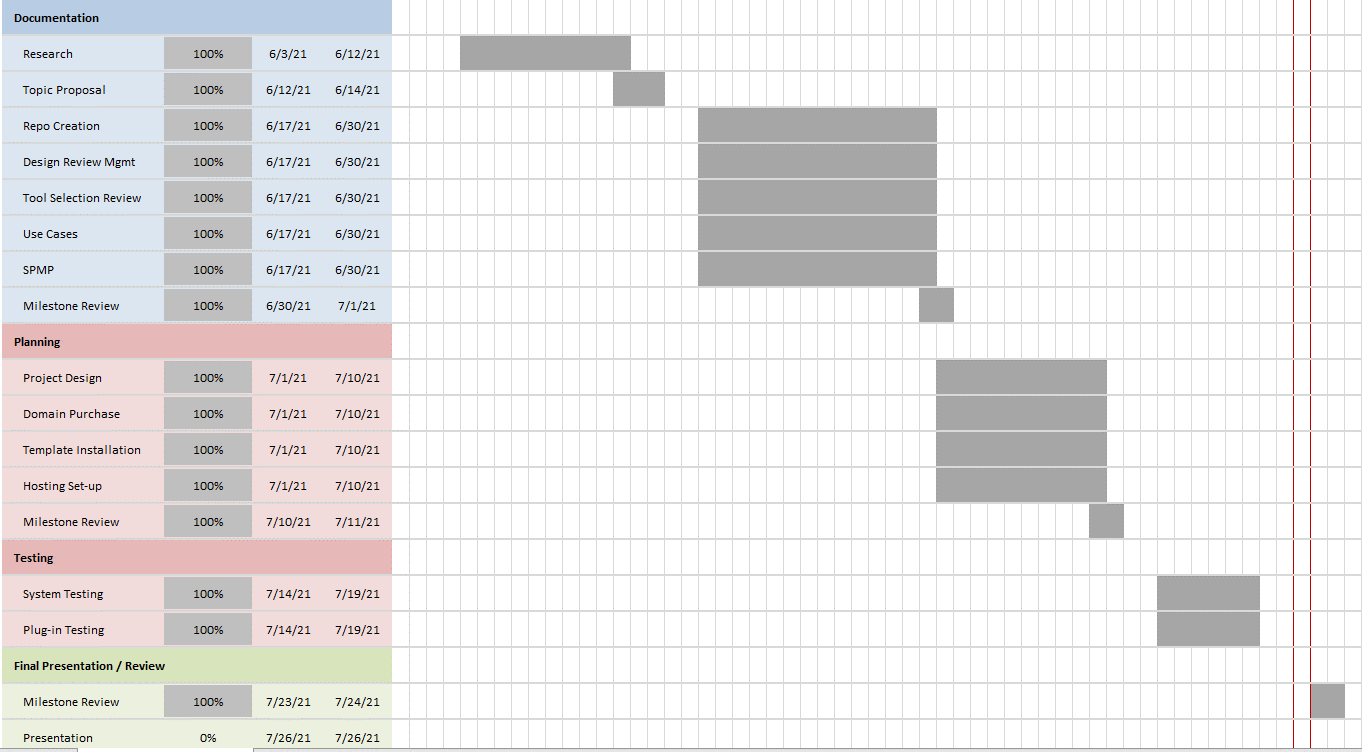 Documentation
Research 100% 6/3/21 6/12/21
Topic Proposal 100% 6/12/21 6/14/21
Repo Creation 100% 6/17/21 6/30/21
Design Review Mgmt 100% 6/17/21 6/30/21
Tool Selection Review 100% 6/17/21 6/30/21
Use Cases 100% 6/17/21 6/30/21
SPMP 100% 6/17/21 6/30/21
Milestone Review 100% 6/30/21 7/1/21
Planning
Project Design 100% 7/1/21 7/10/21
Domain Purchase 100% 7/1/21 7/10/21
Template Installation 100% 7/1/21 7/10/21
Hosting Set-up 100% 7/1/21 7/10/21
Milestone Review 100% 7/10/21 7/11/21
Testing
System Testing 100% 7/14/21 7/19/21
Plug-in Testing 100% 7/14/21 7/19/21
Final Presentation / Review
Milestone Review 100% 7/23/21 7/24/21
Presentation 0% 7/26/21 7/26/21